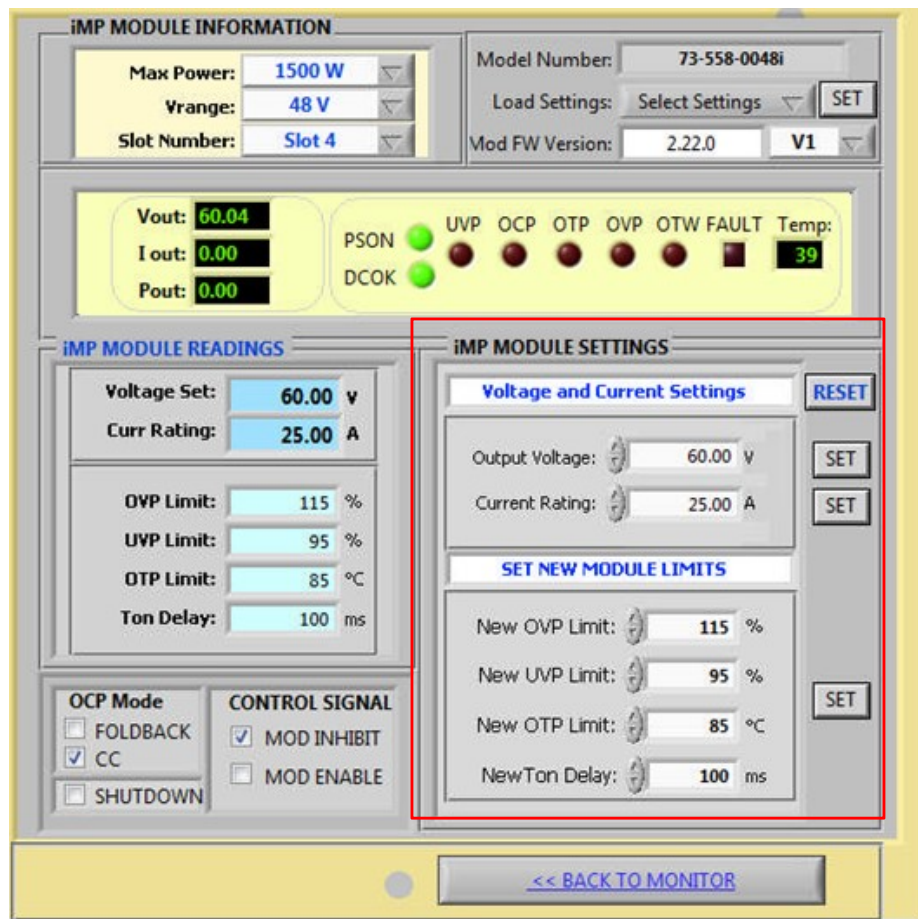 iMP MODULE INFORMATION
Max Power: 1500 W
Vrange: 48 V
Slot Number: Slot 4
Model Number: 73-558-0048i
Load Settings: Select Settings SET
Mod FW Version: 2.22.0 V1
Vout: 60.04
I out: 0.00
Pout: 0.00
PSON
DCOK
UVP OCP OTP OVP OTW FAULT Temp:
39
iMP MODULE READINGS
Voltage Set: 60.00 v
Curr Rating: 25.00 A
OVP Limit: 115 %
UVP Limit: 95 %
OTP Limit: 85 ºC
Ton Delay: 100 ms
OCP Mode
FOLDBACK
CC
SHUTDOWN
CONTROL SIGNAL
MOD INHIBIT
MOD ENABLE
iMP MODULE SETTINGS
Voltage and Current Settings RESET
Output Voltage: 60.00 V SET
Current Rating: 25.00 A SET
SET NEW MODULE LIMITS
New OVP Limit: 115 %
New UVP Limit: 95 %
SET
New OTP Limit: 85 ºC
NewTon Delay: 100 ms
<< BACK TO MONITOR